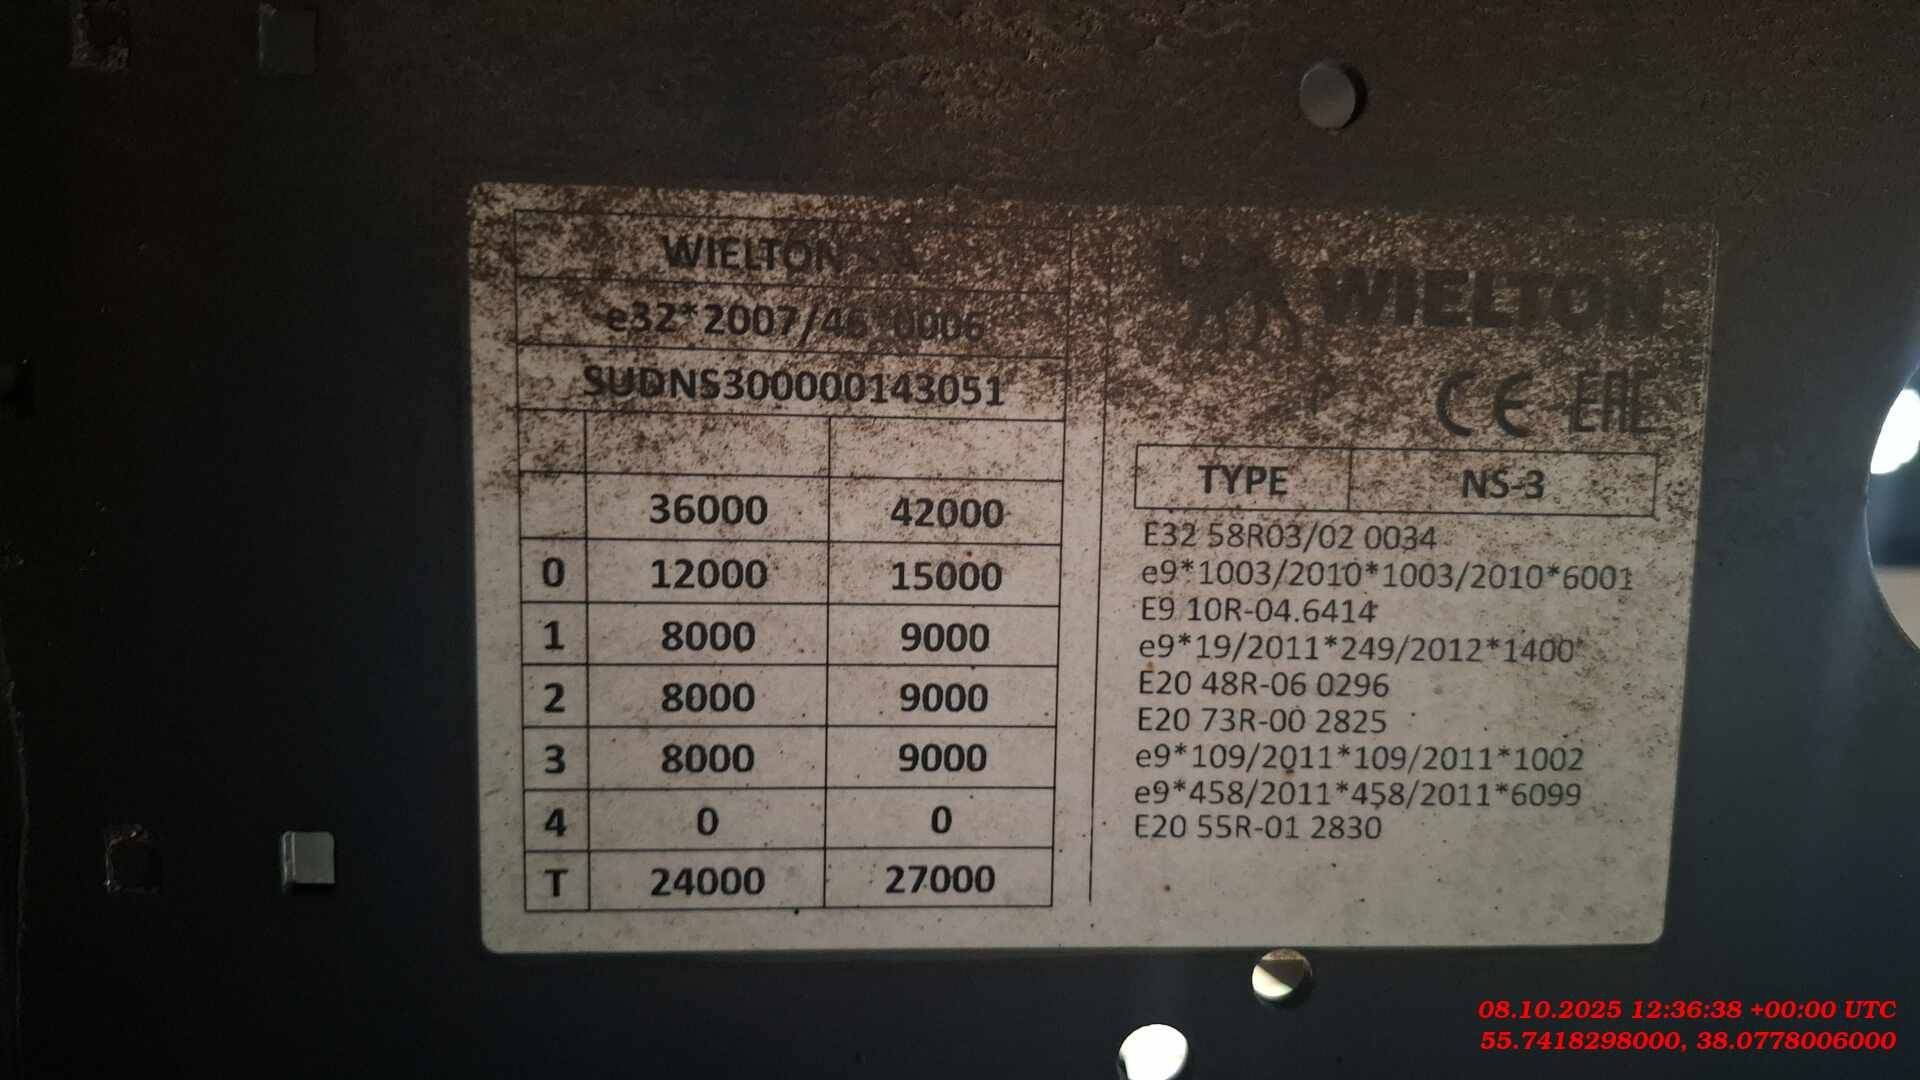 WIELTON S.A.
e32*2007/46*0006
SUDNS300000143051
36000 42000
0 12000 15000
1 8000 9000
2 8000 9000
3 8000 9000
4 0 0
T 24000 27000
WIELTON
CE EAC
TYPE NS-3
E32 58R03/02 0034
e9*1003/2010*1003/2010*6001
E9 10R-04.6414
e9*19/2011*249/2012*1400*
E20 48R-06 0296
E20 73R-00 2825
e9*109/2011*109/2011*1002
e9*458/2011*458/2011*6099
E20 55R-01 2830
08.10.2025 12:36:38 +00:00 UTC
55.7418298000, 38.0778006000